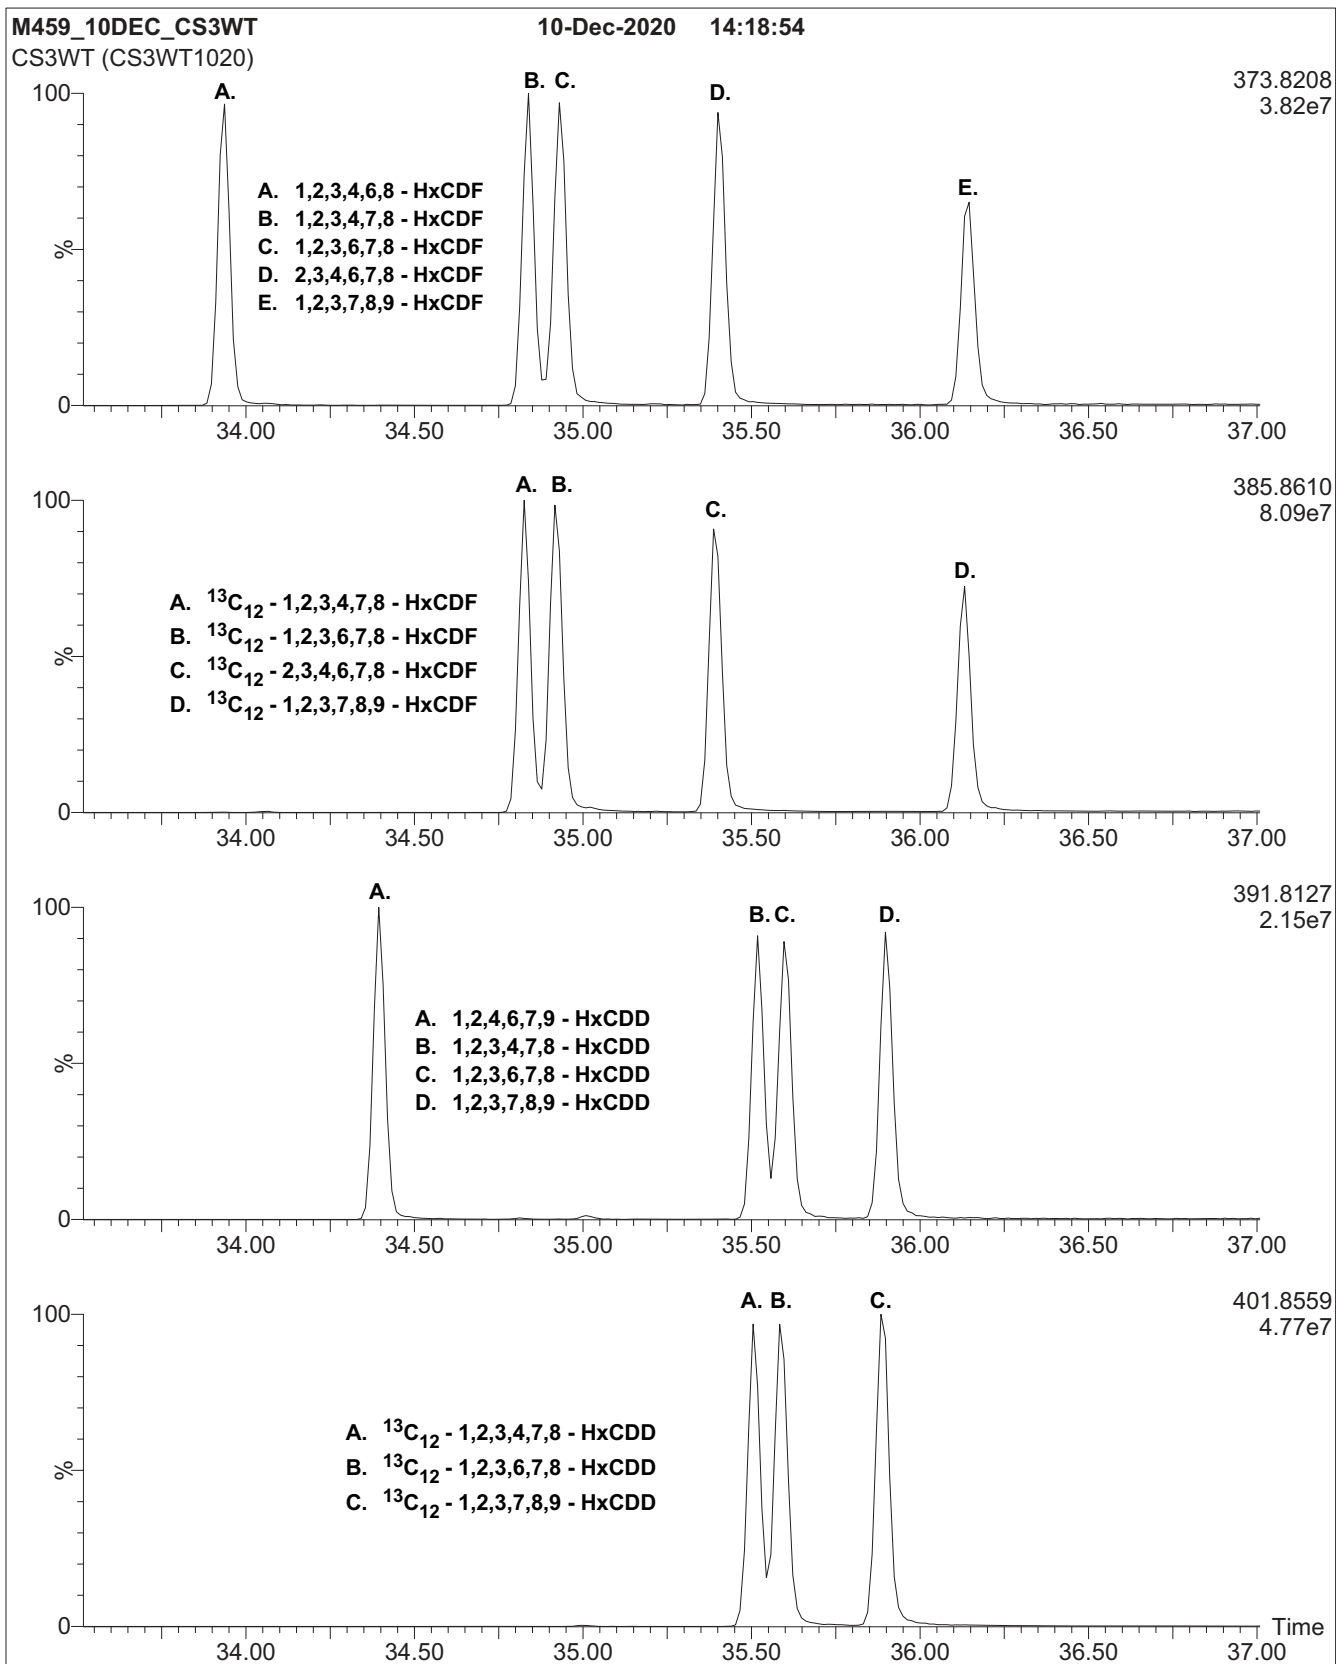 M459_10DEC_CS3WT 10-Dec-2020 14:18:54
CS3WT (CS3WT1020)
373.8208
3.82e7
A. B. C. D. E.
100
%
0
A. 1,2,3,4,6,8 - HxCDF
B. 1,2,3,4,7,8 - HxCDF
C. 1,2,3,6,7,8 - HxCDF
D. 2,3,4,6,7,8 - HxCDF
E. 1,2,3,7,8,9 - HxCDF
34.00 34.50 35.00 35.50 36.00 36.50 37.00
385.8610
8.09e7
A. B. C. D.
100
%
0
A. 13C12 - 1,2,3,4,7,8 - HxCDF
B. 13C12 - 1,2,3,6,7,8 - HxCDF
C. 13C12 - 2,3,4,6,7,8 - HxCDF
D. 13C12 - 1,2,3,7,8,9 - HxCDF
34.00 34.50 35.00 35.50 36.00 36.50 37.00
391.8127
2.15e7
A. B. C. D.
100
%
0
A. 1,2,4,6,7,9 - HxCDD
B. 1,2,3,4,7,8 - HxCDD
C. 1,2,3,6,7,8 - HxCDD
D. 1,2,3,7,8,9 - HxCDD
34.00 34.50 35.00 35.50 36.00 36.50 37.00
401.8559
4.77e7
A. B. C.
100
%
0
A. 13C12 - 1,2,3,4,7,8 - HxCDD
B. 13C12 - 1,2,3,6,7,8 - HxCDD
C. 13C12 - 1,2,3,7,8,9 - HxCDD
Time
34.00 34.50 35.00 35.50 36.00 36.50 37.00